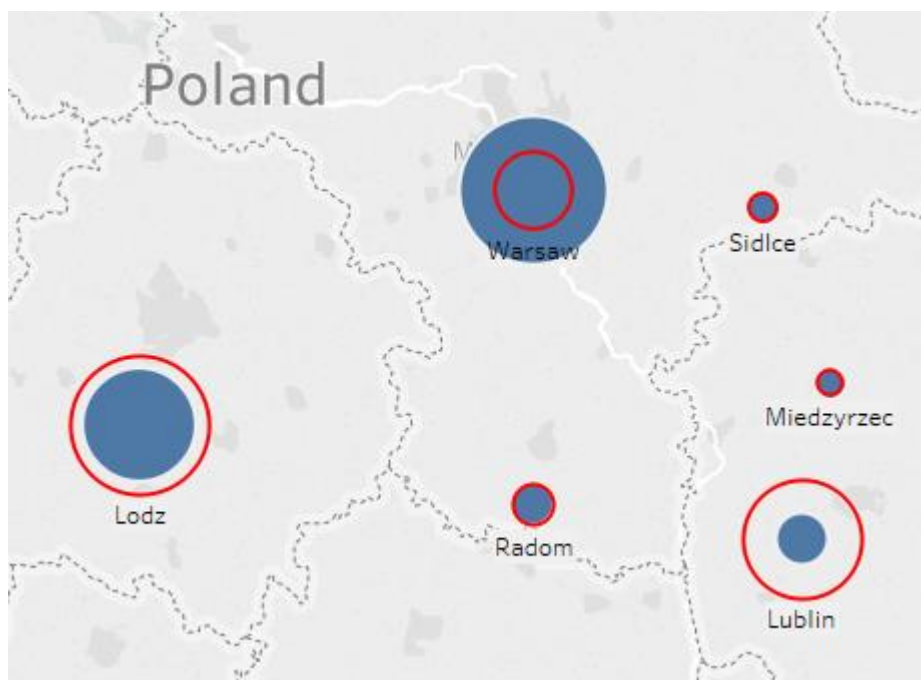 Poland
M
Warsaw
Sidlce
Miedzyrzec
Lodz
Radom
Lublin